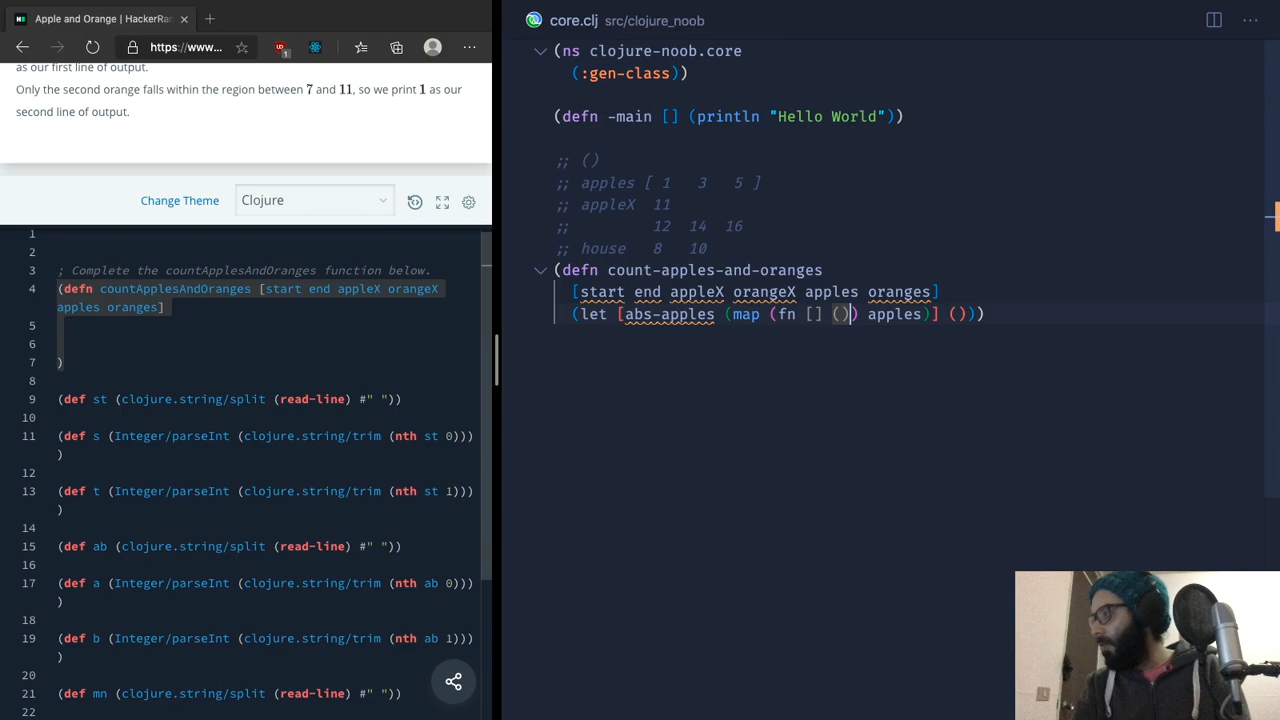 Apple and Orange | HackerRan
https://www...
1
as our first line of output.
Only the second orange falls within the region between 7 and 11, so we print 1 as our
second line of output.
Change Theme
Clojure
1
2
3 ; Complete the countApplesAndOranges function below.
4 (defn countApplesAndOranges [start end appleX orangeX
apples oranges]
5
6
7 )
8
9 (def st (clojure.string/split (read-line) #" "))
10
11 (def s (Integer/parseInt (clojure.string/trim (nth st 0)))
)
12
13 (def t (Integer/parseInt (clojure.string/trim (nth st 1)))
)
14
15 (def ab (clojure.string/split (read-line) #" "))
16
17 (def a (Integer/parseInt (clojure.string/trim (nth ab 0)))
)
18
19 (def b (Integer/parseInt (clojure.string/trim (nth ab 1)))
)
20
21 (def mn (clojure.string/split (read-line) #" "))
22
core.clj src/clojure_noob
(ns clojure-noob.core
(:gen-class))
(defn -main [] (println "Hello World"))
;; ()
;; apples [ 1 3 5 ]
;; appleX 11
;; 12 14 16
;; house 8 10
(defn count-apples-and-oranges
[start end appleX orangeX apples oranges]
(let [abs-apples (map (fn [] ()) apples)] ()))